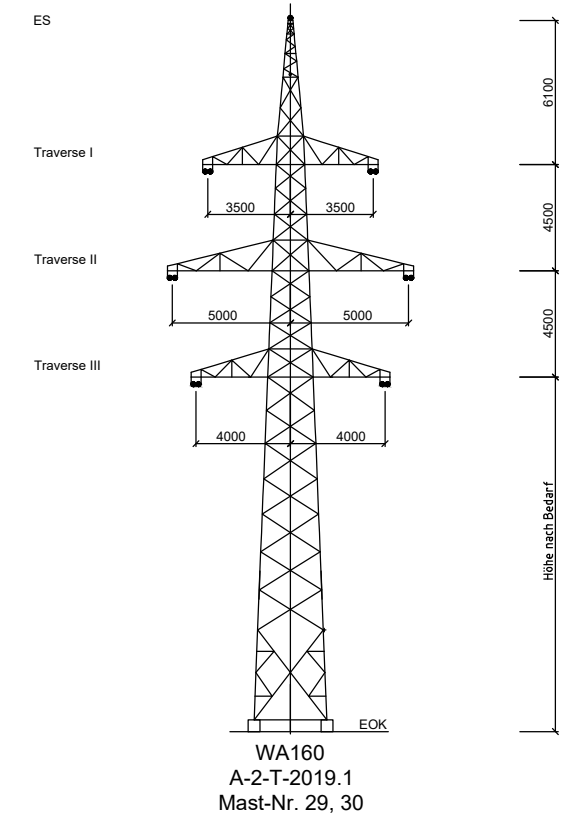 ES
6100
Traverse I
3500 3500
4500
Traverse II
5000 5000
4500
Traverse III
4000 4000
Höhe nach Bedarf
EOK
WA160
A-2-T-2019.1
Mast-Nr. 29, 30